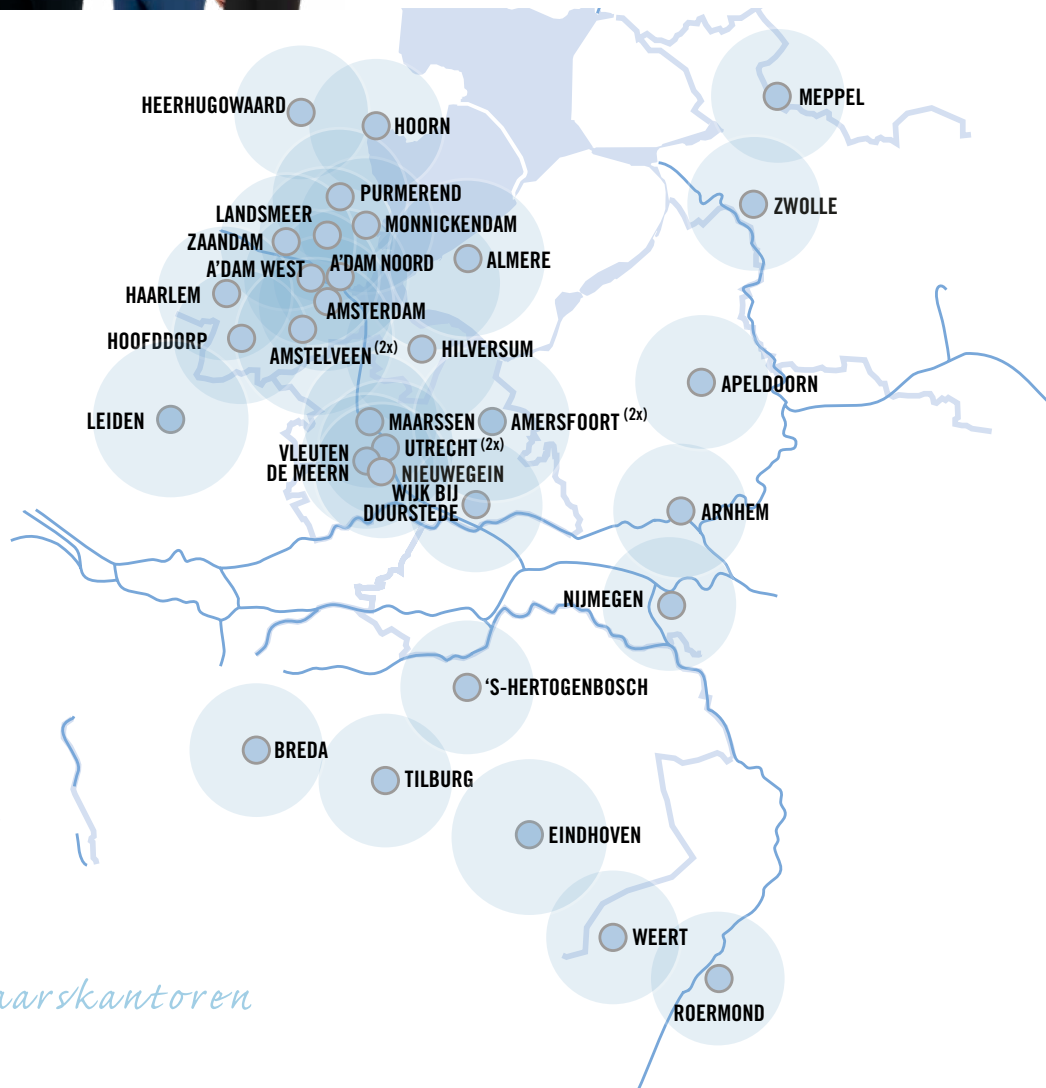 MEPPEL
HEERHUGOWAARD
HOORN
PURMEREND
ZWOLLE
LANDSMEER
MONNICKENDAM
ZAANDAM
ALMERE
A'DAM WEST
A'DAM NOORD
HAARLEM
AMSTERDAM
HOOFDDORP
AMSTELVEEN (2x)
HILVERSUM
APELDOORN
LEIDEN
MAARSSEN
AMERSFOORT (2x)
UTRECHT (2x)
VLEUTEN
DE MEERN
NIEUWEGEIN
WIJK BIJ
DUURSTEDE
ARNHEM
NIJMEGEN
'S-HERTOGENBOSCH
BREDA
TILBURG
EINDHOVEN
WEERT
ROERMOND